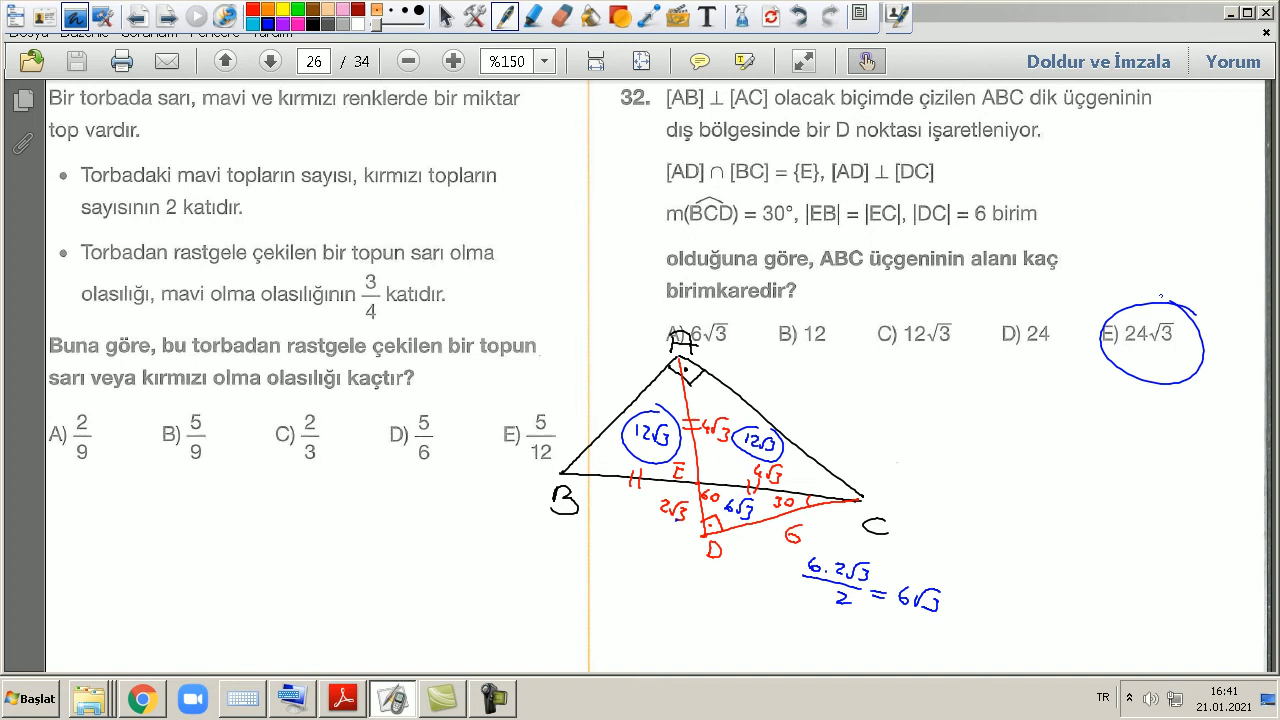 Dosya Düzenle Görünüm Pencere Yardım
26 / 34
%150
Doldur ve İmzala
Yorum
Bir torbada sarı, mavi ve kırmızı renklerde bir miktar
top vardır.
• Torbadaki mavi topların sayısı, kırmızı topların
sayısının 2 katıdır.
• Torbadan rastgele çekilen bir topun sarı olma
olasılığı, mavi olma olasılığının 3/4 katıdır.
Buna göre, bu torbadan rastgele çekilen bir topun
sarı veya kırmızı olma olasılığı kaçtır?
A) 2/9 B) 5/9 C) 2/3 D) 5/6 E) 5/12
32. [AB] ⊥ [AC] olacak biçimde çizilen ABC dik üçgeninin
dış bölgesinde bir D noktası işaretleniyor.
[AD] ∩ [BC] = {E}, [AD] ⊥ [DC]
m(BCD) = 30°, |EB| = |EC|, |DC| = 6 birim
olduğuna göre, ABC üçgeninin alanı kaç
birimkaredir?
A) 6√3 B) 12 C) 12√3 D) 24 E) 24√3
A
12√3
4√3
12√3
E
4√3
B
2√3
60
6√3
30
C
D
6
6.2√3/2 = 6√3
Başlat
TR
16:41
21.01.2021